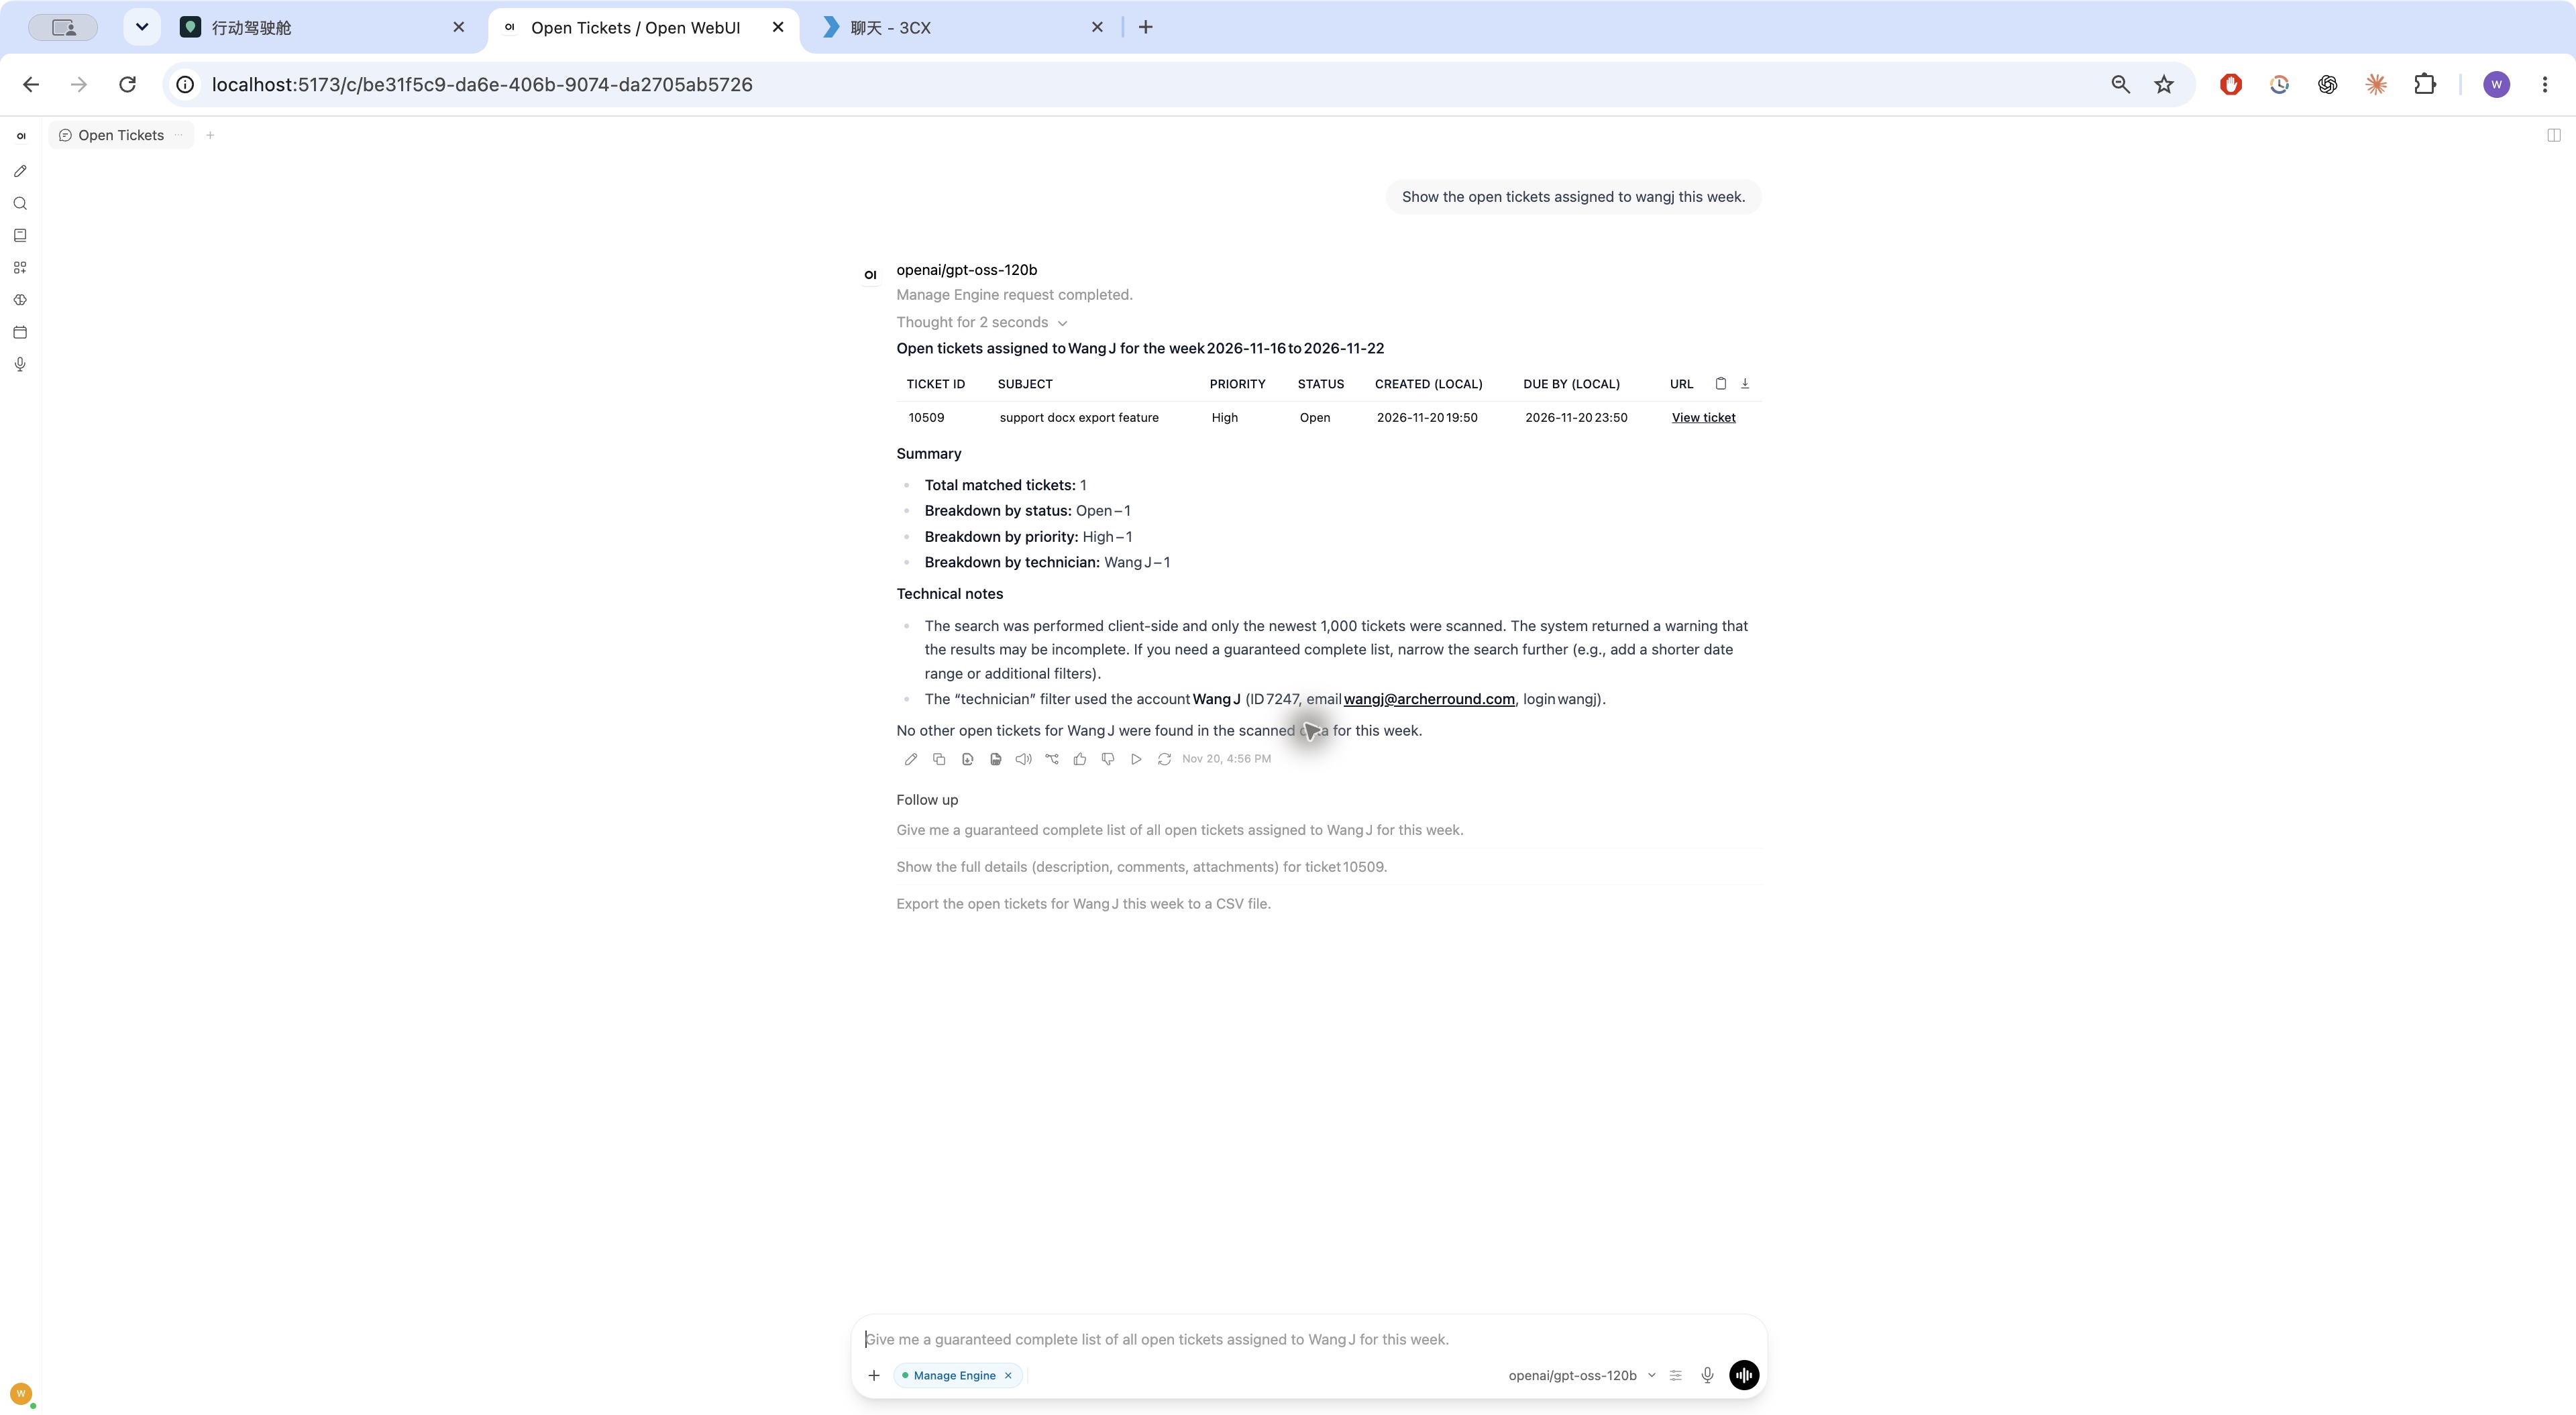 行动驾驶舱
OI Open Tickets / Open WebUI
聊天 - 3CX
localhost:5173/c/be31f5c9-da6e-406b-9074-da2705ab5726
W
OI
Open Tickets
Show the open tickets assigned to wangj this week.
OI
openai/gpt-oss-120b
Manage Engine request completed.
Thought for 2 seconds
Open tickets assigned to Wang J for the week 2026-11-16 to 2026-11-22
TICKET ID SUBJECT PRIORITY STATUS CREATED (LOCAL) DUE BY (LOCAL) URL
10509 support docx export feature High Open 2026-11-20 19:50 2026-11-20 23:50 View ticket
Summary
Total matched tickets: 1
Breakdown by status: Open – 1
Breakdown by priority: High – 1
Breakdown by technician: Wang J – 1
Technical notes
The search was performed client-side and only the newest 1,000 tickets were scanned. The system returned a warning that
the results may be incomplete. If you need a guaranteed complete list, narrow the search further (e.g., add a shorter date
range or additional filters).
The “technician” filter used the account Wang J (ID 7247, email wangj@archerround.com, login wangj).
No other open tickets for Wang J were found in the scanned for this week.
Nov 20, 4:56 PM
Follow up
Give me a guaranteed complete list of all open tickets assigned to Wang J for this week.
Show the full details (description, comments, attachments) for ticket 10509.
Export the open tickets for Wang J this week to a CSV file.
Give me a guaranteed complete list of all open tickets assigned to Wang J for this week.
Manage Engine
openai/gpt-oss-120b
W